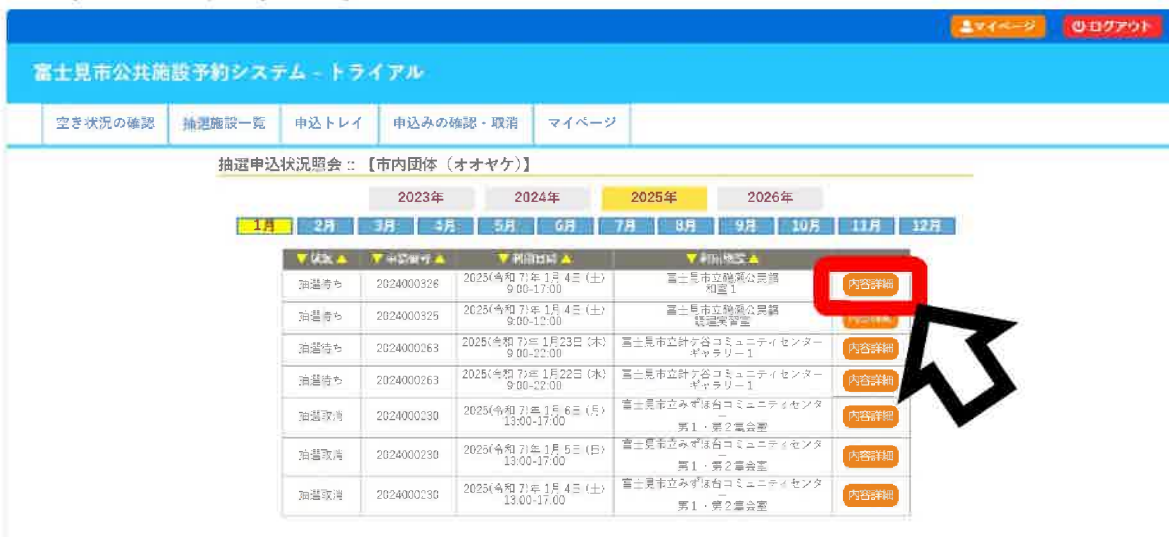 マイページ ログアウト
富士見市公共施設予約システム - トライアル
空き状況の確認 抽選施設一覧 申込トレイ 申込みの確認・取消 マイページ
抽選申込状況照会 :: 【市内団体（オオヤケ）】
2023年 2024年 2025年 2026年
1月 2月 3月 4月 5月 6月 7月 8月 9月 10月 11月 12月
▼状況▲ ▼申込番号▲ ▼利用日時▲ ▼利用施設▲
抽選待ち 2024000326 2025(令和 7)年 1月 4日 (土) 富士見市立鶴瀬公民館 内容詳細
9:00-17:00 和室1
抽選待ち 2024000325 2025(令和 7)年 1月 4日 (土) 富士見市立鶴瀬公民館
9:00-12:00 調理実習室
抽選待ち 2024000263 2025(令和 7)年 1月23日 (木) 富士見市立針ケ谷コミュニティセンター 内容詳細
9:00-22:00 ギャラリー1
抽選待ち 2024000263 2025(令和 7)年 1月22日 (水) 富士見市立針ケ谷コミュニティセンター 内容詳細
9:00-22:00 ギャラリー1
抽選取消 2024000230 2025(令和 7)年 1月 6日 (月) 富士見市立みずほ台コミュニティセンタ 内容詳細
13:00-17:00 ー
第1・第2集会室
抽選取消 2024000230 2025(令和 7)年 1月 5日 (日) 富士見市立みずほ台コミュニティセンタ 内容詳細
13:00-17:00 ー
第1・第2集会室
抽選取消 2024000230 2025(令和 7)年 1月 4日 (土) 富士見市立みずほ台コミュニティセンタ 内容詳細
13:00-17:00 ー
第1・第2集会室